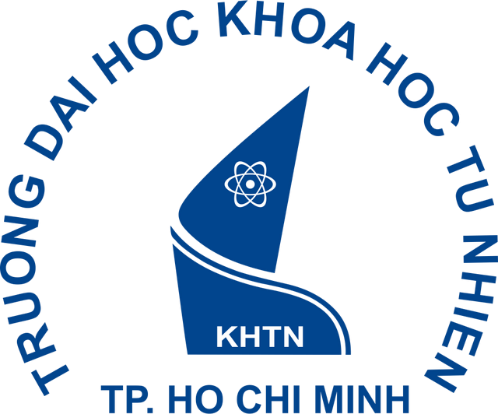 TRUONG DAI HOC KHOA HOC TU NHIEN
KHTN
TP. HO CHI MINH